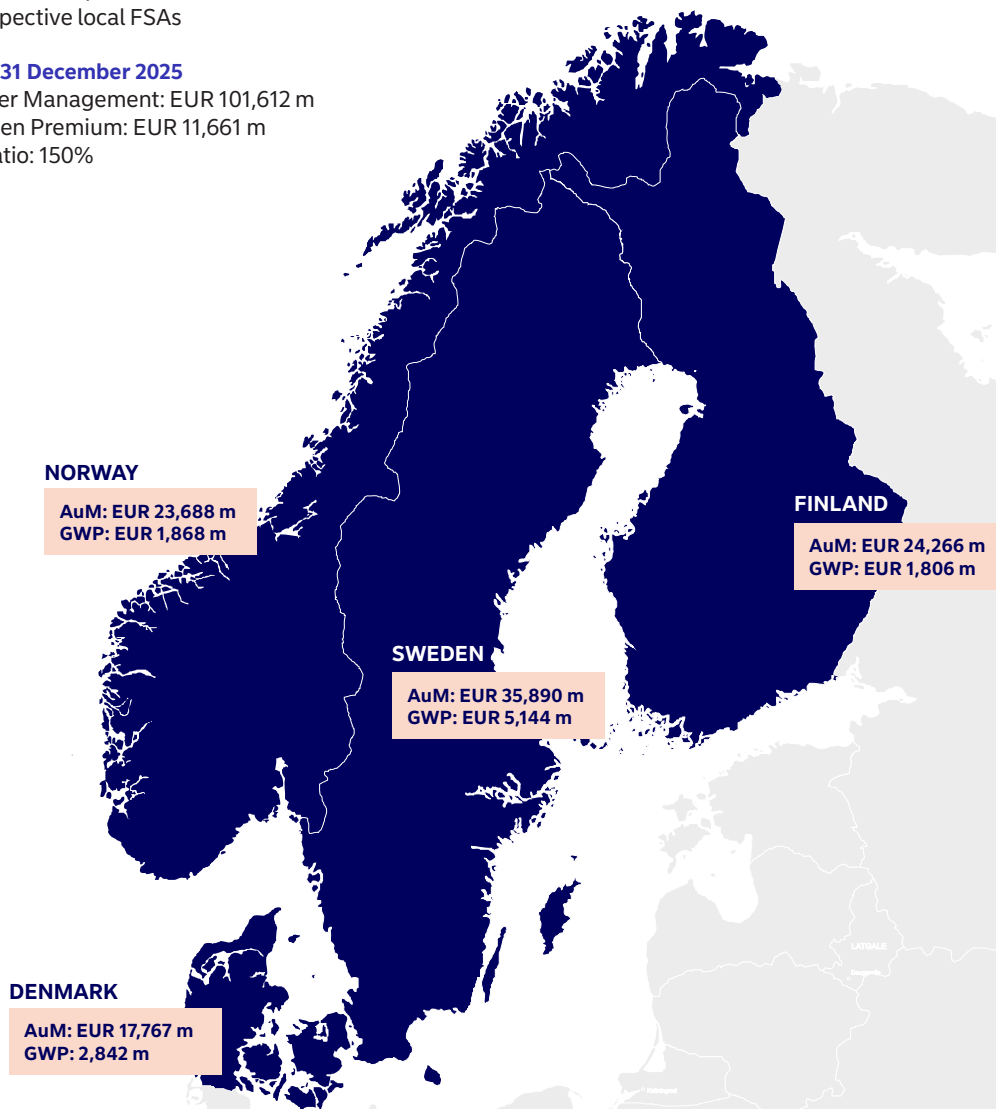 pective local FSAs
31 December 2025
er Management: EUR 101,612 m
en Premium: EUR 11,661 m
atio: 150%
NORWAY
AuM: EUR 23,688 m
GWP: EUR 1,868 m
FINLAND
AuM: EUR 24,266 m
GWP: EUR 1,806 m
SWEDEN
AuM: EUR 35,890 m
GWP: EUR 5,144 m
LATGALE
DENMARK
AuM: EUR 17,767 m
GWP: 2,842 m